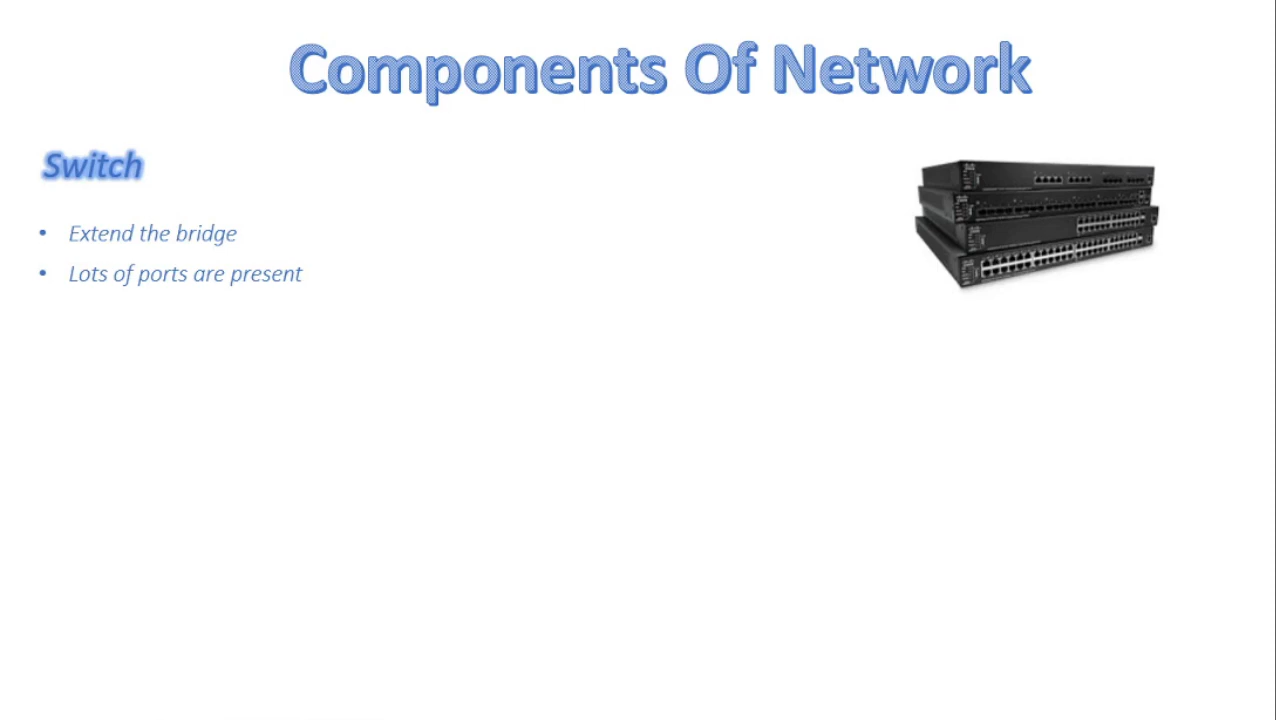 Components Of Network
Switch
• Extend the bridge
• Lots of ports are present